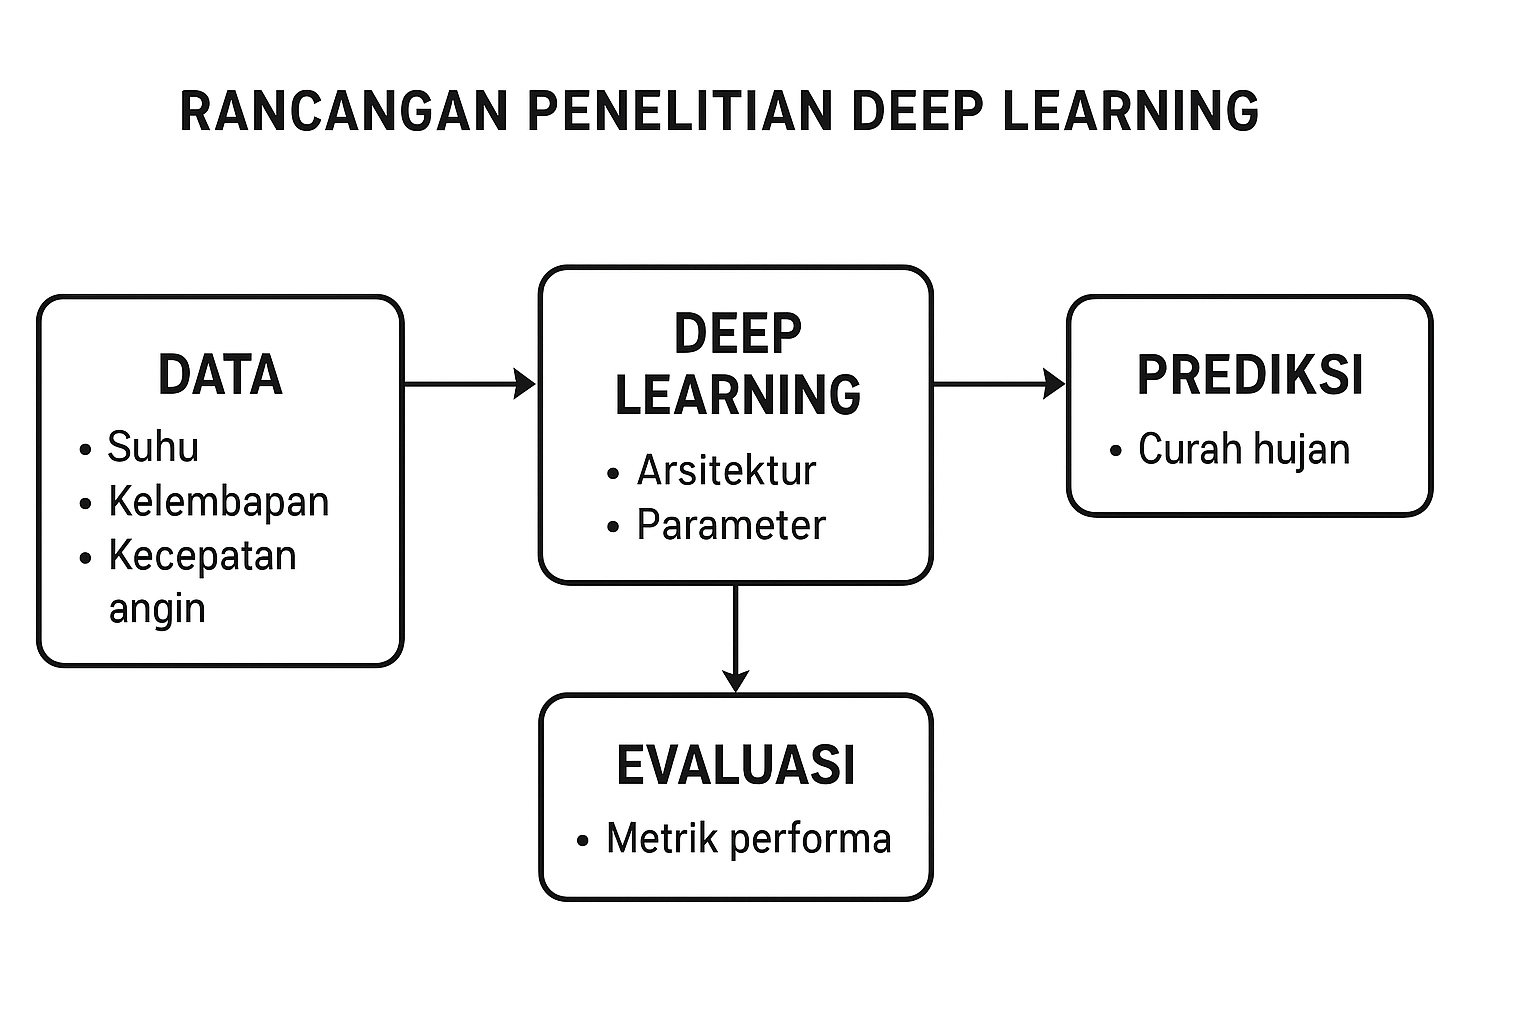 RANCANGAN PENELITIAN DEEP LEARNING
DATA
• Suhu
• Kelembapan
• Kecepatan
angin
DEEP
LEARNING
• Arsitektur
• Parameter
PREDIKSI
• Curah hujan
EVALUASI
• Metrik performa